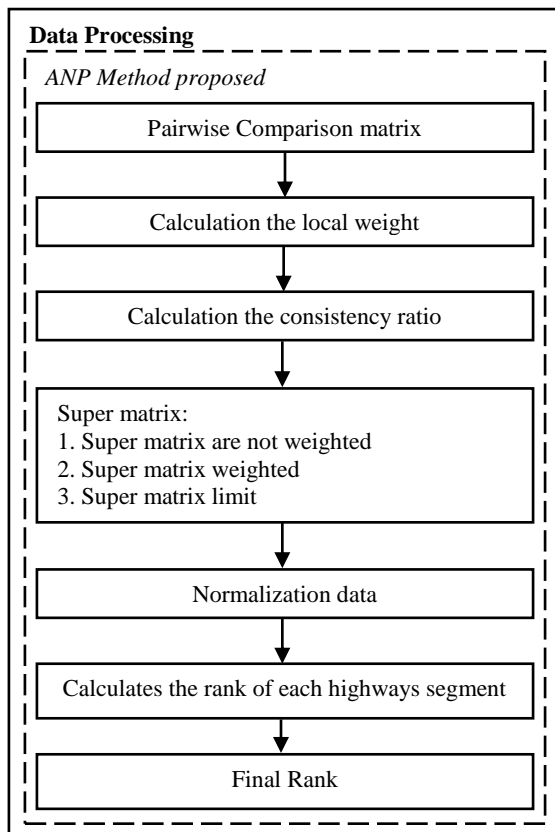 Data Processing
ANP Method proposed
Pairwise Comparison matrix
Calculation the local weight
Calculation the consistency ratio
Super matrix:
1. Super matrix are not weighted
2. Super matrix weighted
3. Super matrix limit
Normalization data
Calculates the rank of each highways segment
Final Rank